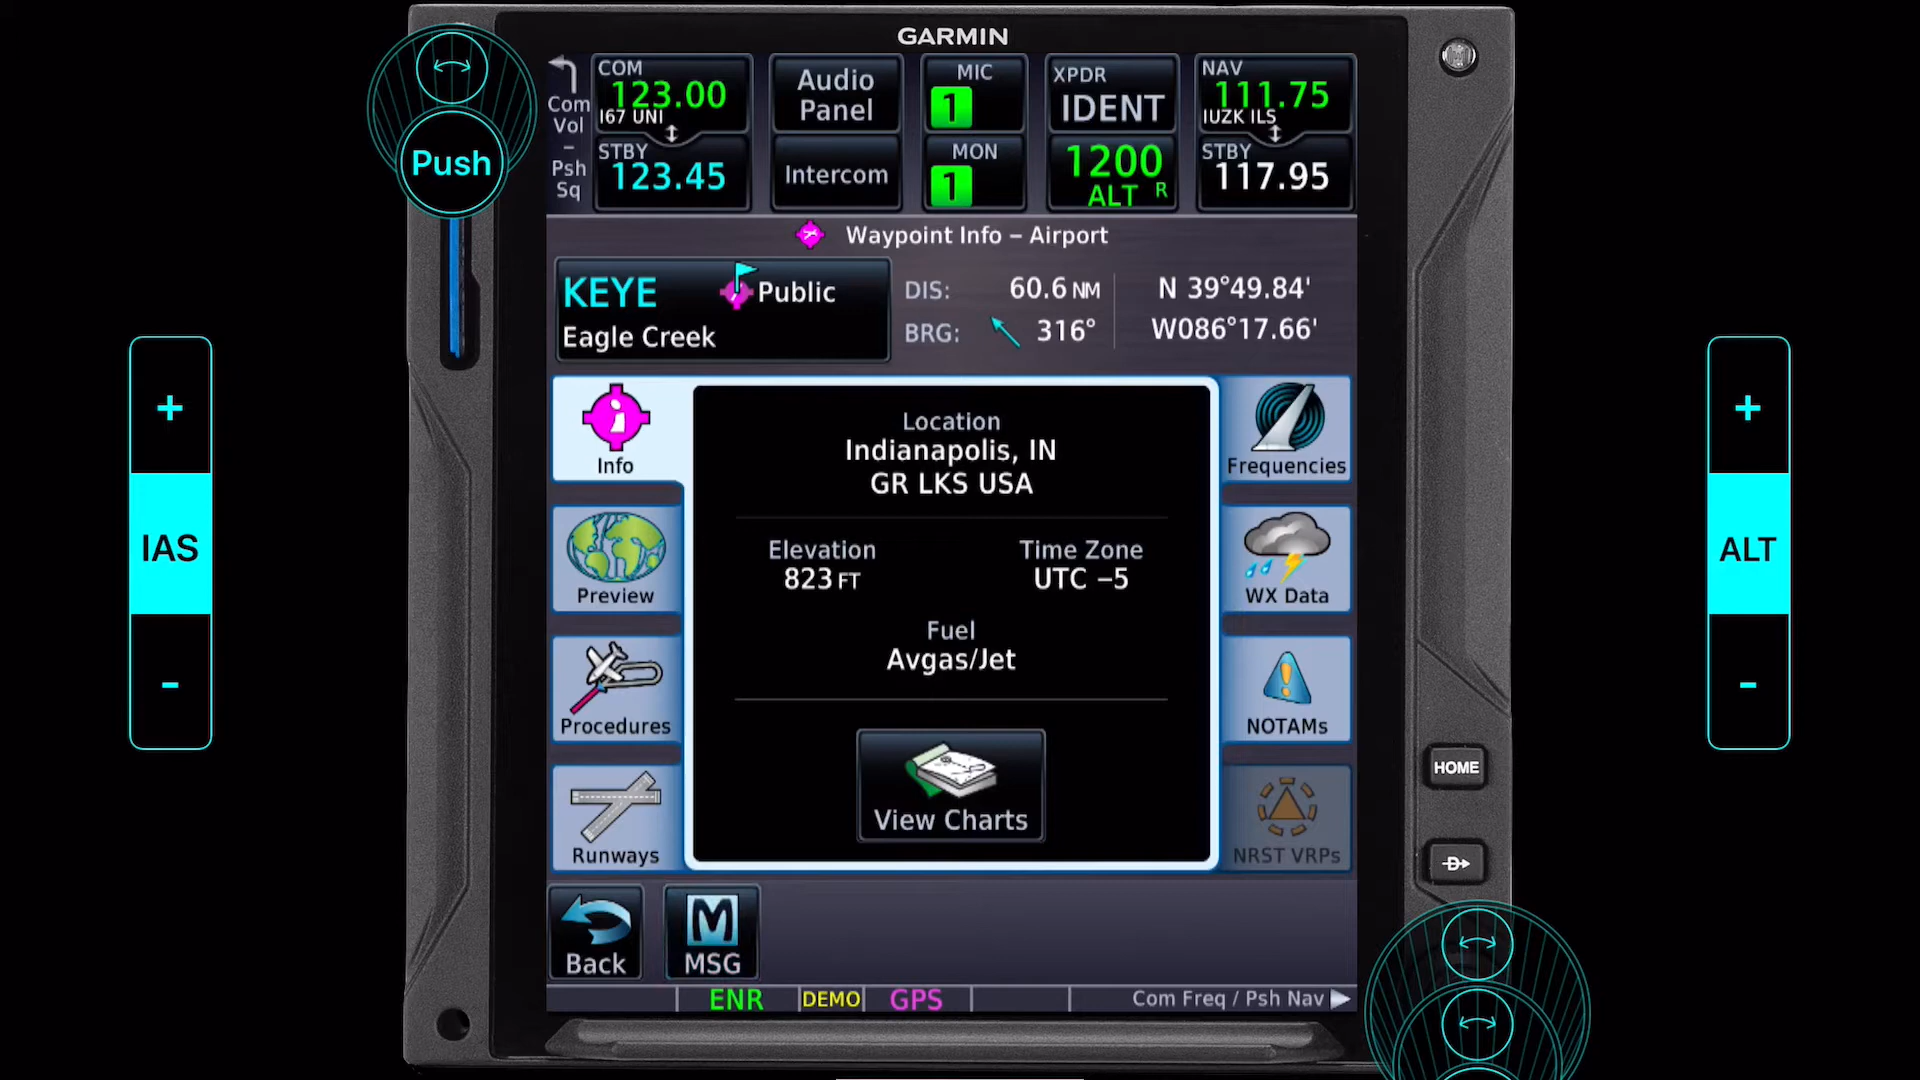 GARMIN
Com
Vol
–
Psh
Sq
COM
123.00
I67 UNI
STBY
123.45
Audio
Panel
Intercom
MIC
1
MON
1
XPDR
IDENT
1200
ALT R
NAV
111.75
IUZK ILS
STBY
117.95
Push
Waypoint Info – Airport
KEYE Public
Eagle Creek
DIS: 60.6 NM
BRG: 316°
N 39°49.84'
W086°17.66'
+
IAS
-
Info
Preview
Procedures
Runways
Location
Indianapolis, IN
GR LKS USA
Elevation
823 FT
Time Zone
UTC –5
Fuel
Avgas/Jet
View Charts
Frequencies
WX Data
NOTAMs
NRST VRPs
+
ALT
-
HOME
D
Back
MSG
ENR DEMO GPS Com Freq / Psh Nav